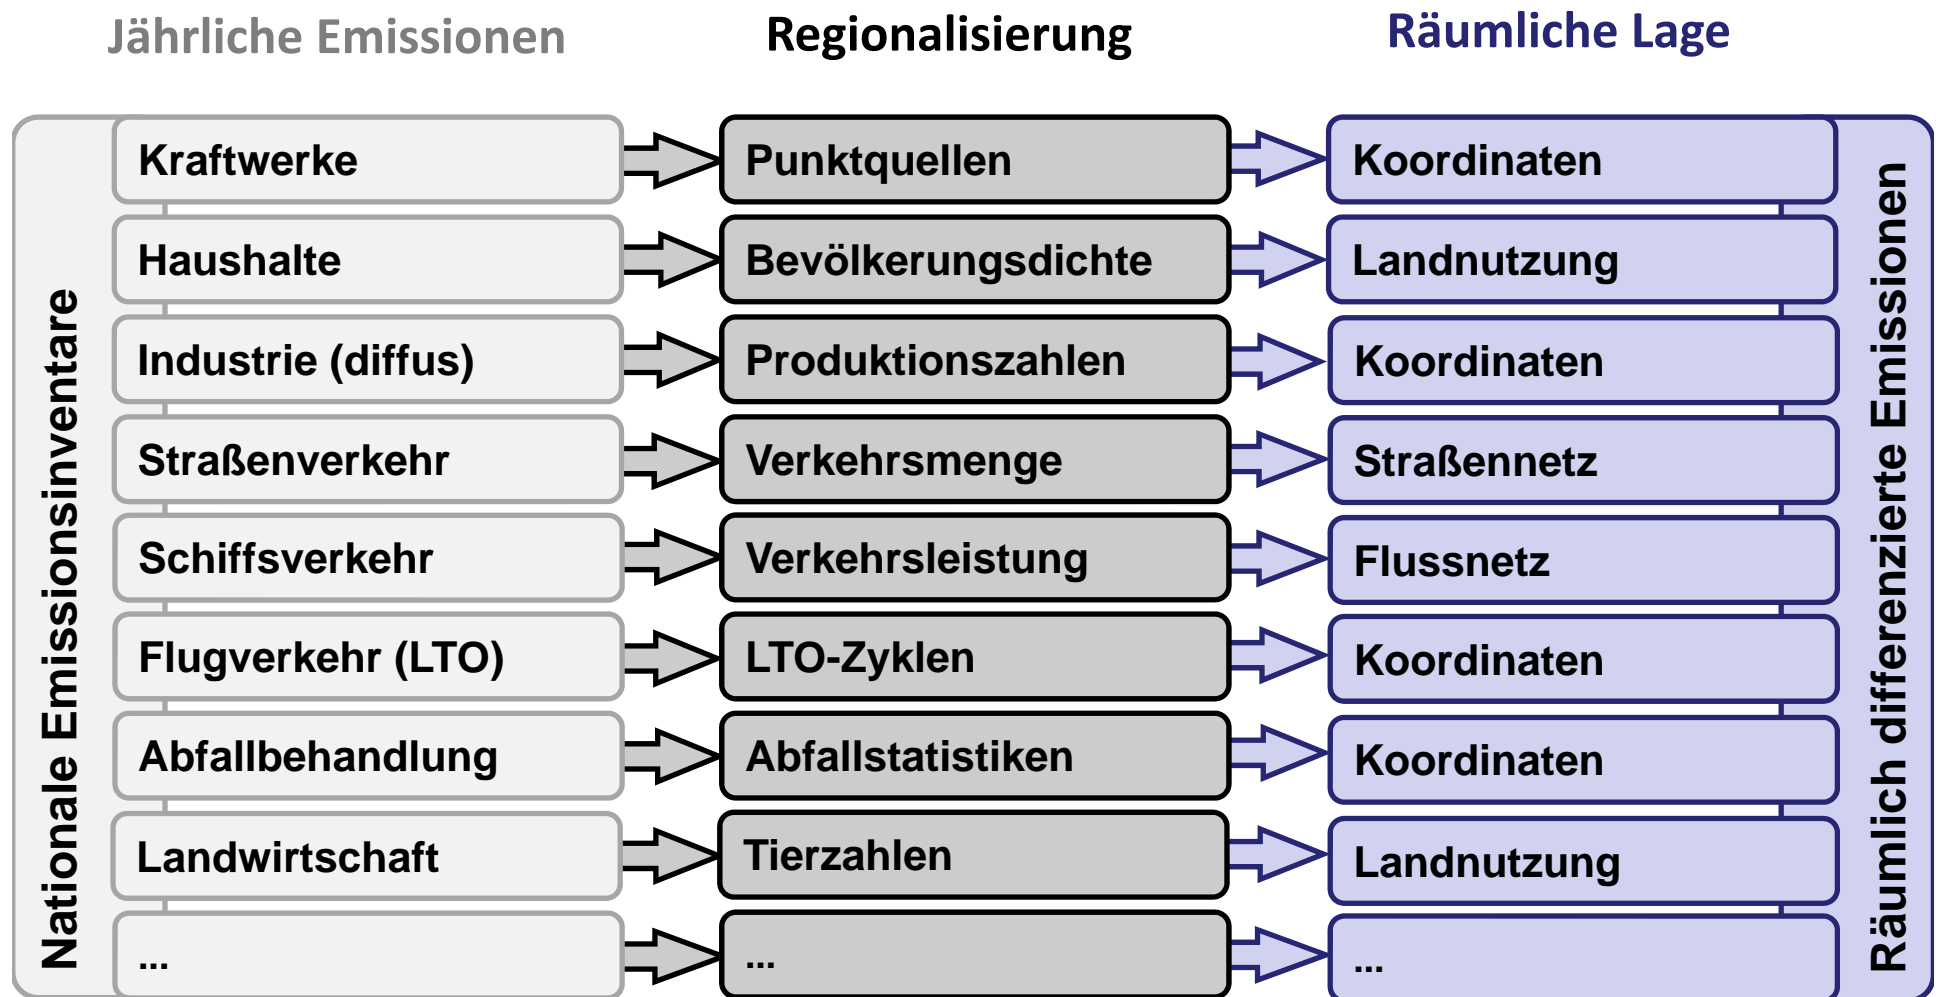 Jährliche Emissionen
Regionalisierung
Räumliche Lage
Nationale Emissionsinventare
Kraftwerke
Punktquellen
Koordinaten
Haushalte
Bevölkerungsdichte
Landnutzung
Industrie (diffus)
Produktionszahlen
Koordinaten
Straßenverkehr
Verkehrsmenge
Straßennetz
Schiffsverkehr
Verkehrsleistung
Flussnetz
Flugverkehr (LTO)
LTO-Zyklen
Koordinaten
Abfallbehandlung
Abfallstatistiken
Koordinaten
Landwirtschaft
Tierzahlen
Landnutzung
...
...
...
Räumlich differenzierte Emissionen